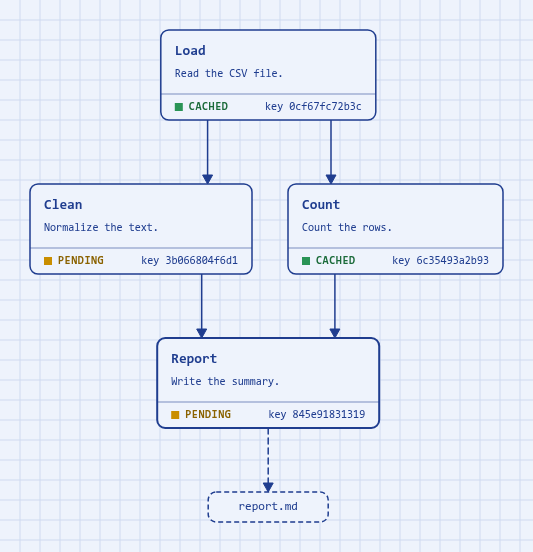 Load
Read the CSV file.
CACHED key 0cf67fc72b3c
Clean
Normalize the text.
PENDING key 3b066804f6d1
Count
Count the rows.
CACHED key 6c35493a2b93
Report
Write the summary.
PENDING key 845e91831319
report.md